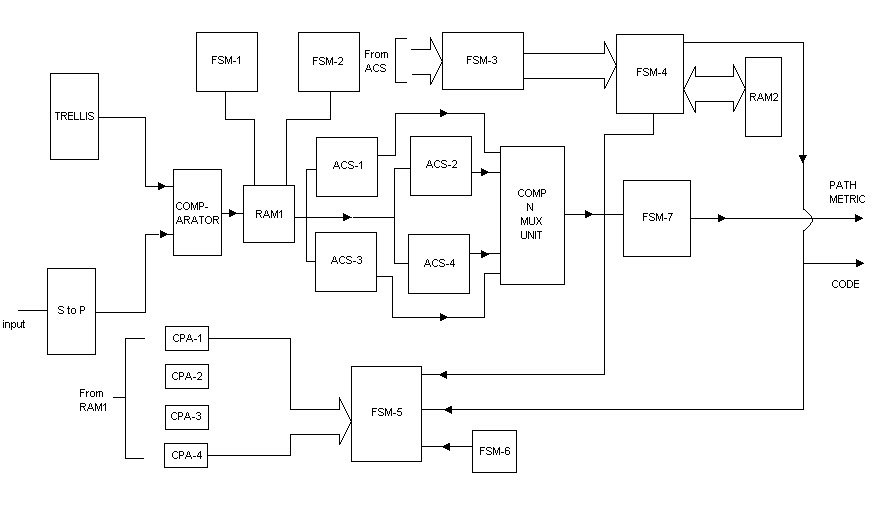 FSM-1
FSM-2
From
ACS
FSM-3
FSM-4
RAM2
TRELLIS
ACS-1
ACS-2
COMP-
ARATOR
RAM1
COMP
N
MUX
UNIT
FSM-7
PATH
METRIC
ACS-3
ACS-4
CODE
S to P
input
CPA-1
CPA-2
From
RAM1
CPA-3
CPA-4
FSM-5
FSM-6